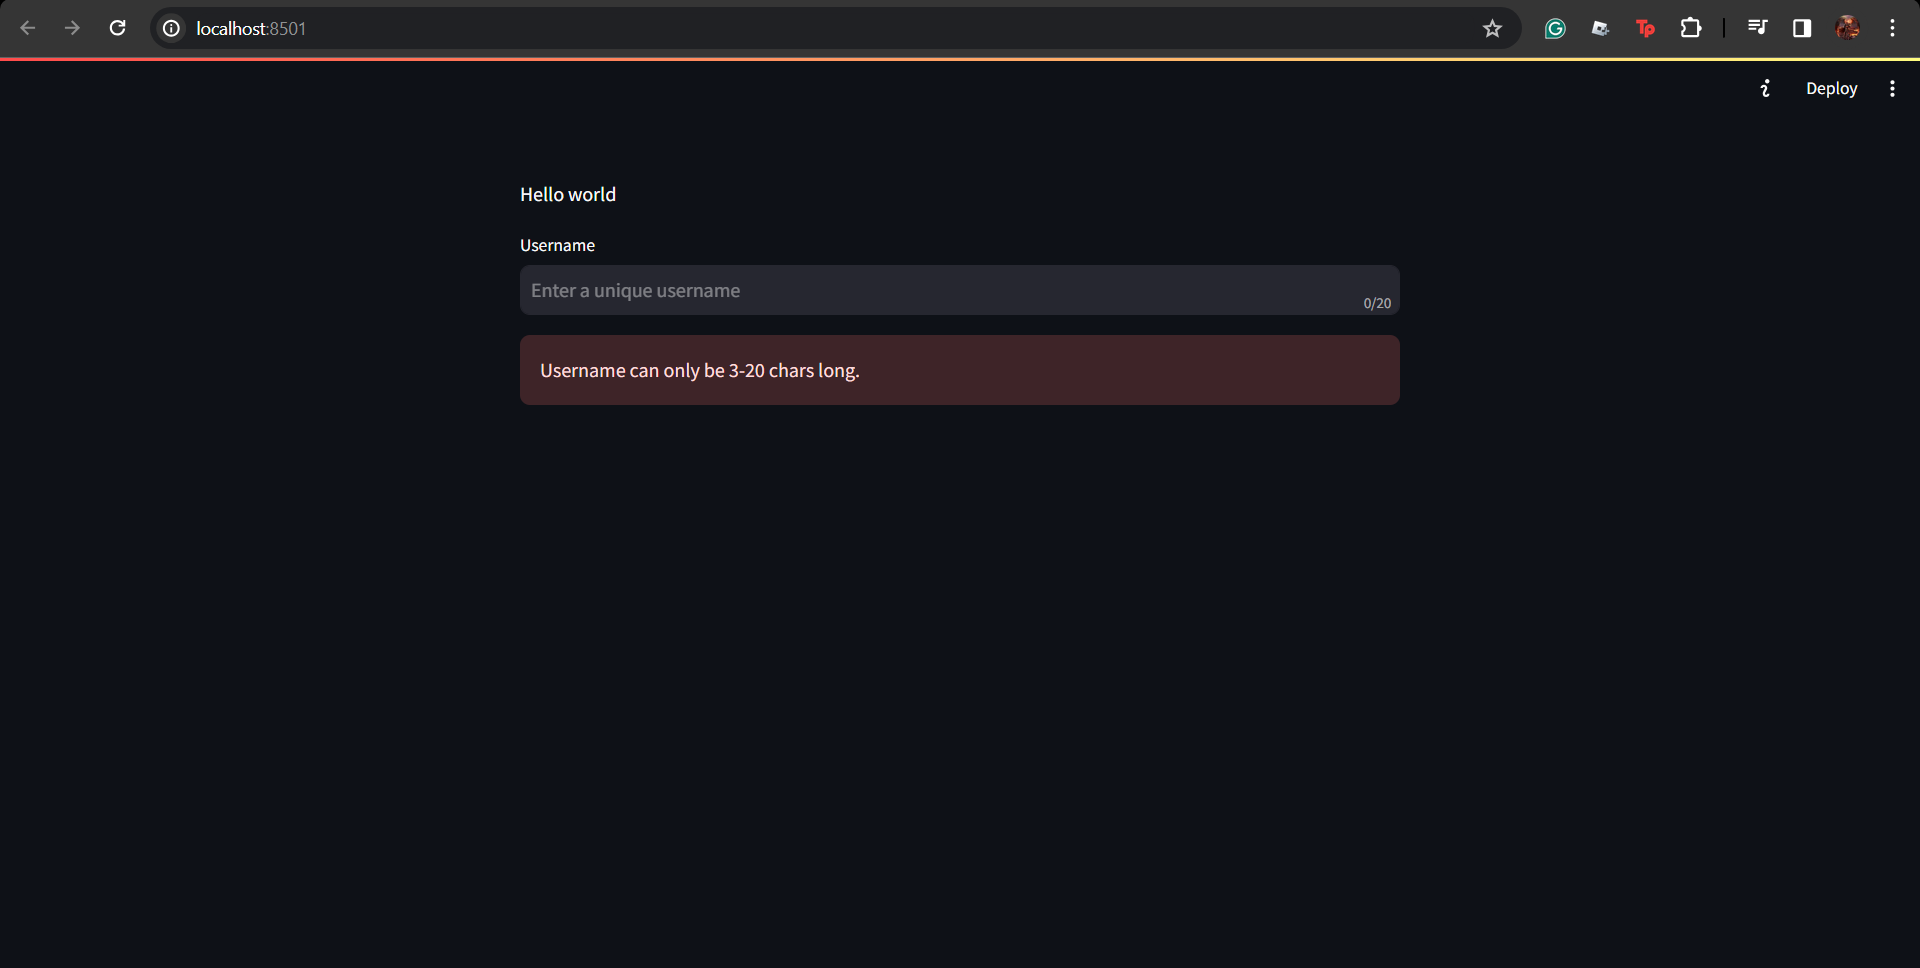 localhost:8501
Deploy
Hello world
Username
Enter a unique username
0/20
Username can only be 3-20 chars long.